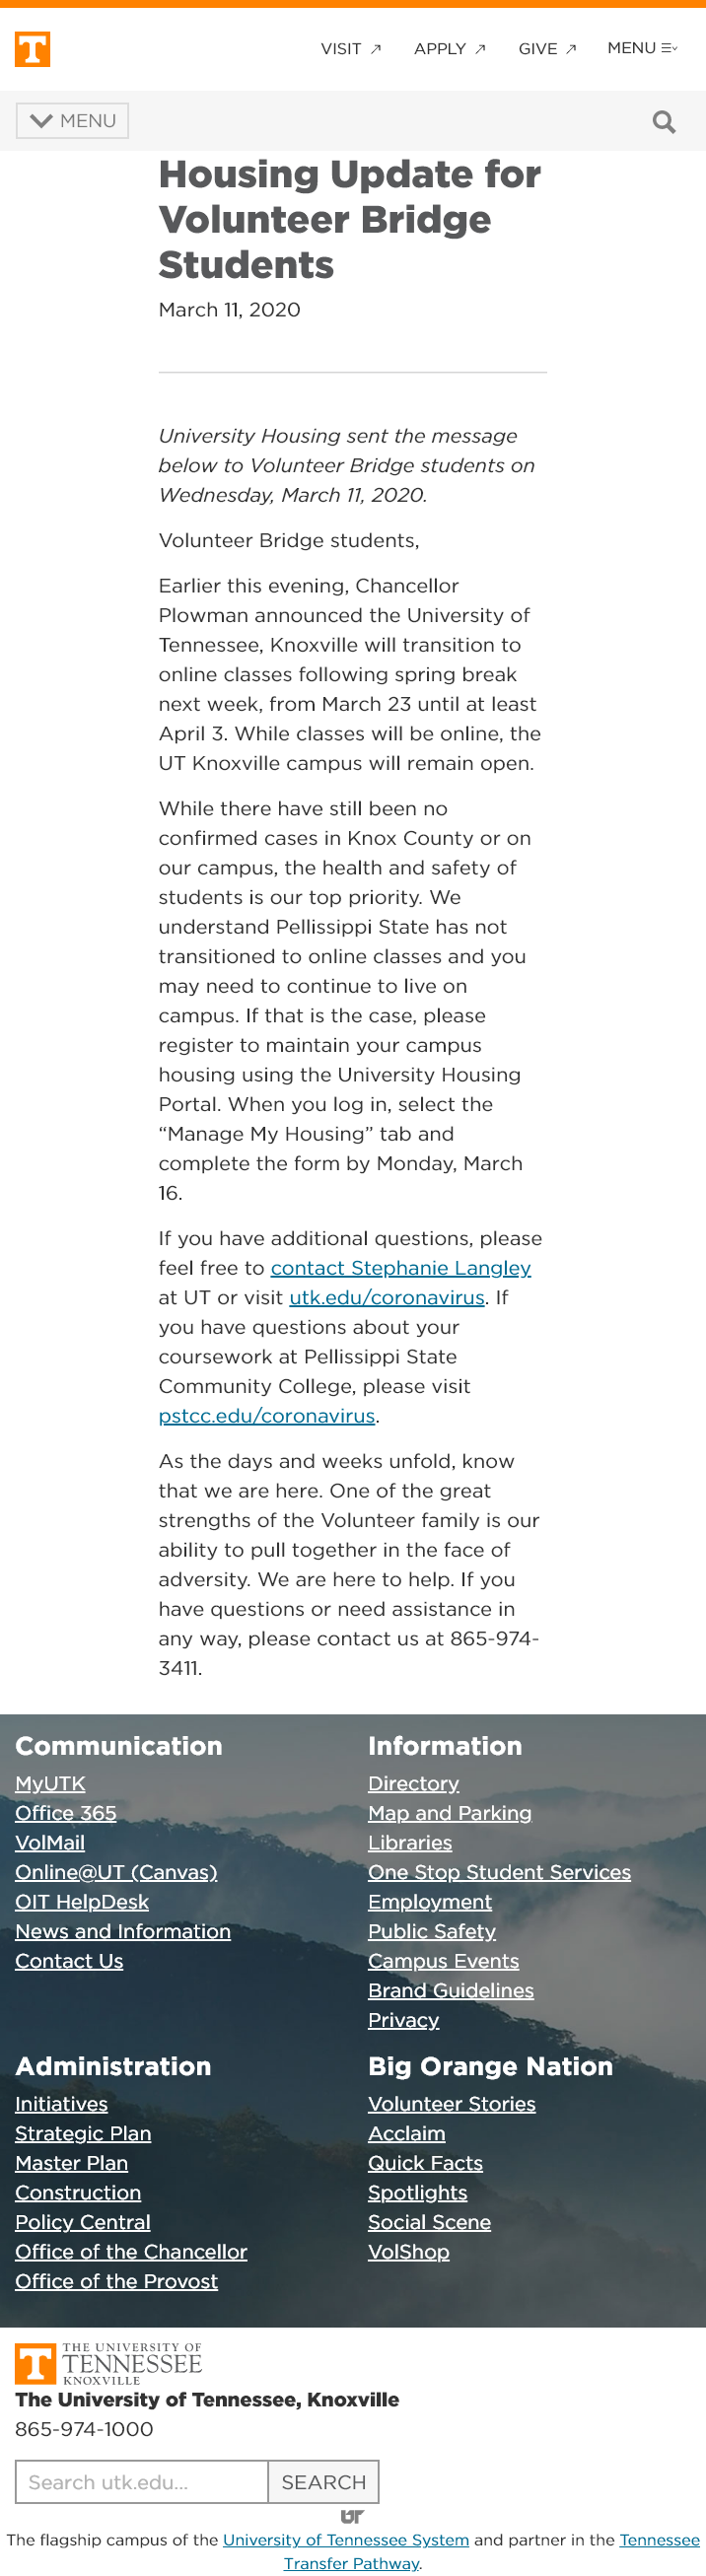 T
VISIT APPLY GIVE MENU
MENU
Housing Update for
Volunteer Bridge
Students
March 11, 2020
University Housing sent the message
below to Volunteer Bridge students on
Wednesday, March 11, 2020.
Volunteer Bridge students,
Earlier this evening, Chancellor
Plowman announced the University of
Tennessee, Knoxville will transition to
online classes following spring break
next week, from March 23 until at least
April 3. While classes will be online, the
UT Knoxville campus will remain open.
While there have still been no
confirmed cases in Knox County or on
our campus, the health and safety of
students is our top priority. We
understand Pellissippi State has not
transitioned to online classes and you
may need to continue to live on
campus. If that is the case, please
register to maintain your campus
housing using the University Housing
Portal. When you log in, select the
“Manage My Housing” tab and
complete the form by Monday, March
16.
If you have additional questions, please
feel free to contact Stephanie Langley
at UT or visit utk.edu/coronavirus. If
you have questions about your
coursework at Pellissippi State
Community College, please visit
pstcc.edu/coronavirus.
As the days and weeks unfold, know
that we are here. One of the great
strengths of the Volunteer family is our
ability to pull together in the face of
adversity. We are here to help. If you
have questions or need assistance in
any way, please contact us at 865-974-
3411.
Communication
MyUTK
Office 365
VolMail
Online@UT (Canvas)
OIT HelpDesk
News and Information
Contact Us
Information
Directory
Map and Parking
Libraries
One Stop Student Services
Employment
Public Safety
Campus Events
Brand Guidelines
Privacy
Administration
Initiatives
Strategic Plan
Master Plan
Construction
Policy Central
Office of the Chancellor
Office of the Provost
Big Orange Nation
Volunteer Stories
Acclaim
Quick Facts
Spotlights
Social Scene
VolShop
T
THE UNIVERSITY OF
TENNESSEE
KNOXVILLE
The University of Tennessee, Knoxville
865-974-1000
Search utk.edu...
SEARCH
UT
The flagship campus of the University of Tennessee System and partner in the Tennessee
Transfer Pathway.